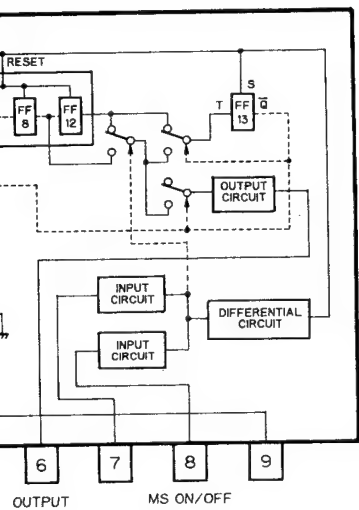 RESET
S
FF
8
FF
12
T
FF
13
Q̅
OUTPUT
CIRCUIT
INPUT
CIRCUIT
DIFFERENTIAL
CIRCUIT
INPUT
CIRCUIT
6
7
8
9
OUTPUT
MS ON/OFF